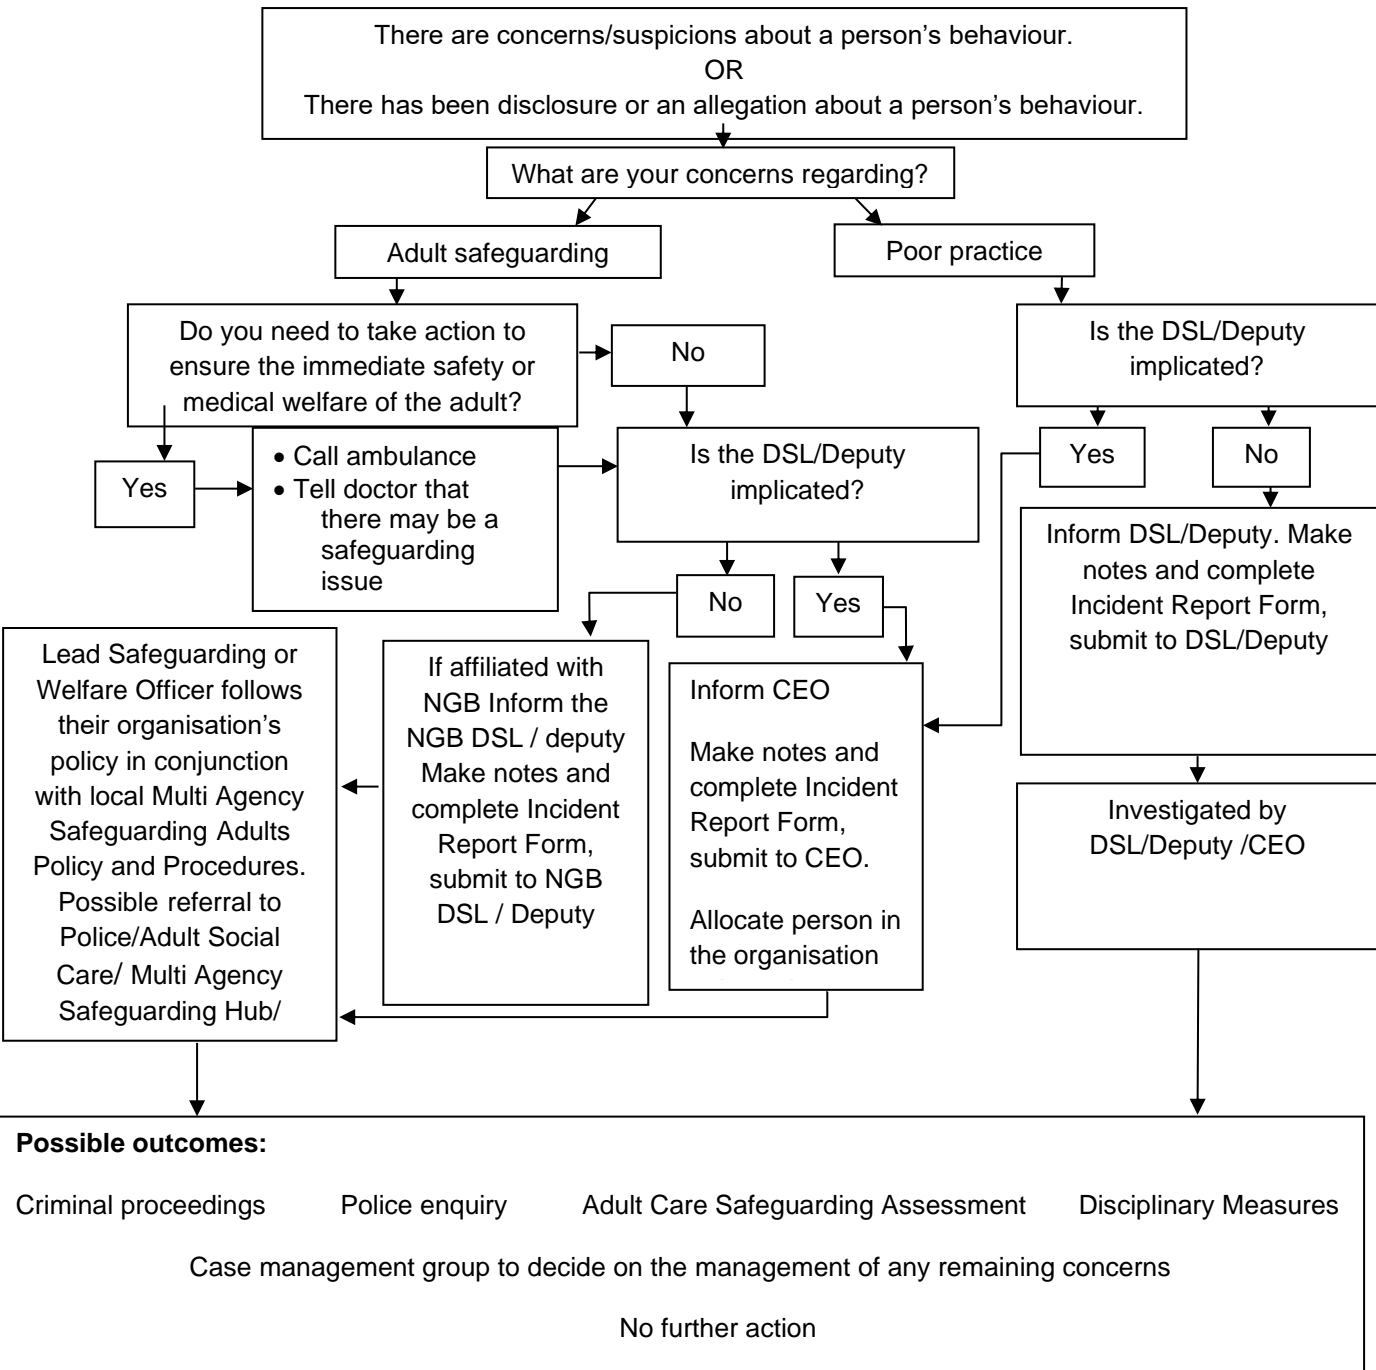 There are concerns/suspicions about a person’s behaviour.
OR
There has been disclosure or an allegation about a person’s behaviour.
What are your concerns regarding?
Adult safeguarding
Poor practice
Do you need to take action to
ensure the immediate safety or
medical welfare of the adult?
No
Is the DSL/Deputy
implicated?
Yes
• Call ambulance
• Tell doctor that
there may be a
safeguarding
issue
Is the DSL/Deputy
implicated?
Yes
No
No
Yes
Inform DSL/Deputy. Make
notes and complete
Incident Report Form,
submit to DSL/Deputy
Lead Safeguarding or
Welfare Officer follows
their organisation’s
policy in conjunction
with local Multi Agency
Safeguarding Adults
Policy and Procedures.
Possible referral to
Police/Adult Social
Care/ Multi Agency
Safeguarding Hub/
If affiliated with
NGB Inform the
NGB DSL / deputy
Make notes and
complete Incident
Report Form,
submit to NGB
DSL / Deputy
Inform CEO
Make notes and
complete Incident
Report Form,
submit to CEO.
Allocate person in
the organisation
Investigated by
DSL/Deputy /CEO
Possible outcomes:
Criminal proceedings Police enquiry Adult Care Safeguarding Assessment Disciplinary Measures
Case management group to decide on the management of any remaining concerns
No further action